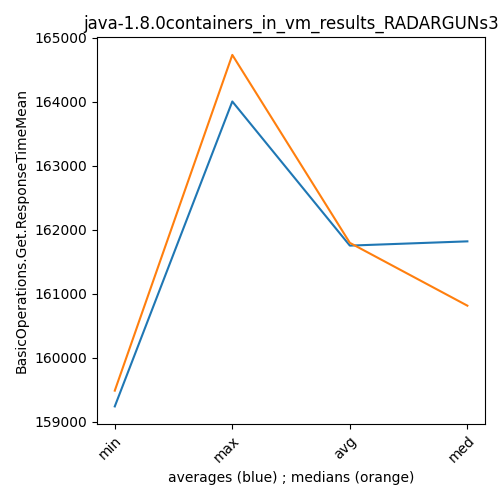 java-1.8.0containers_in_vm_results_RADARGUNs3
165000
164000
163000
162000
161000
160000
159000
BasicOperations.Get.ResponseTimeMean
min
max
avg
med
averages (blue) ; medians (orange)